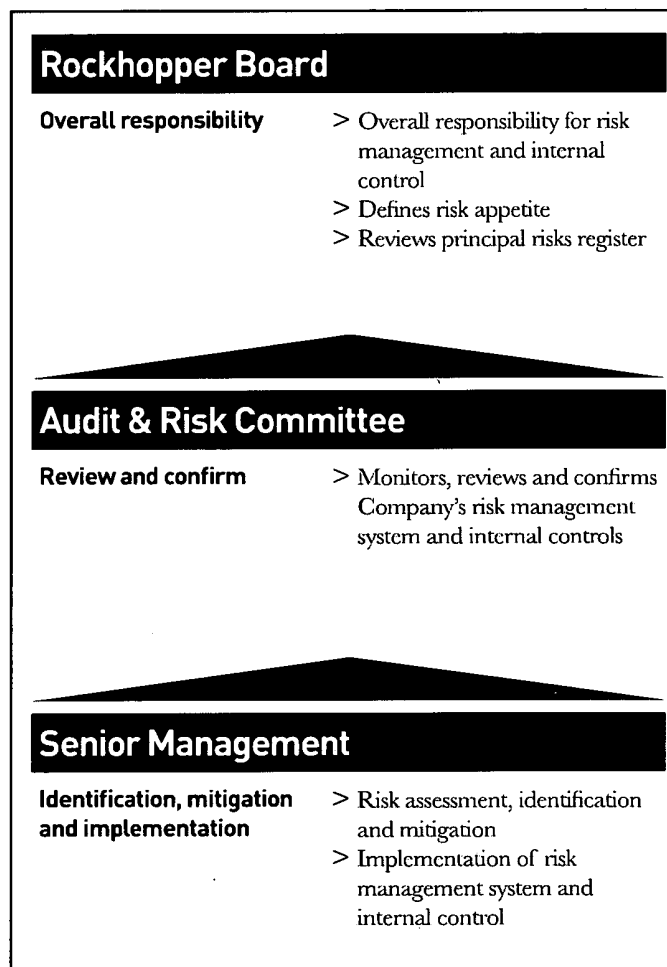 Rockhopper Board
Overall responsibility
> Overall responsibility for risk
management and internal
control
> Defines risk appetite
> Reviews principal risks register
Audit & Risk Committee
Review and confirm
> Monitors, reviews and confirms
Company's risk management
system and internal controls
Senior Management
Identification, mitigation
and implementation
> Risk assessment, identification
and mitigation
> Implementation of risk
management system and
internal control